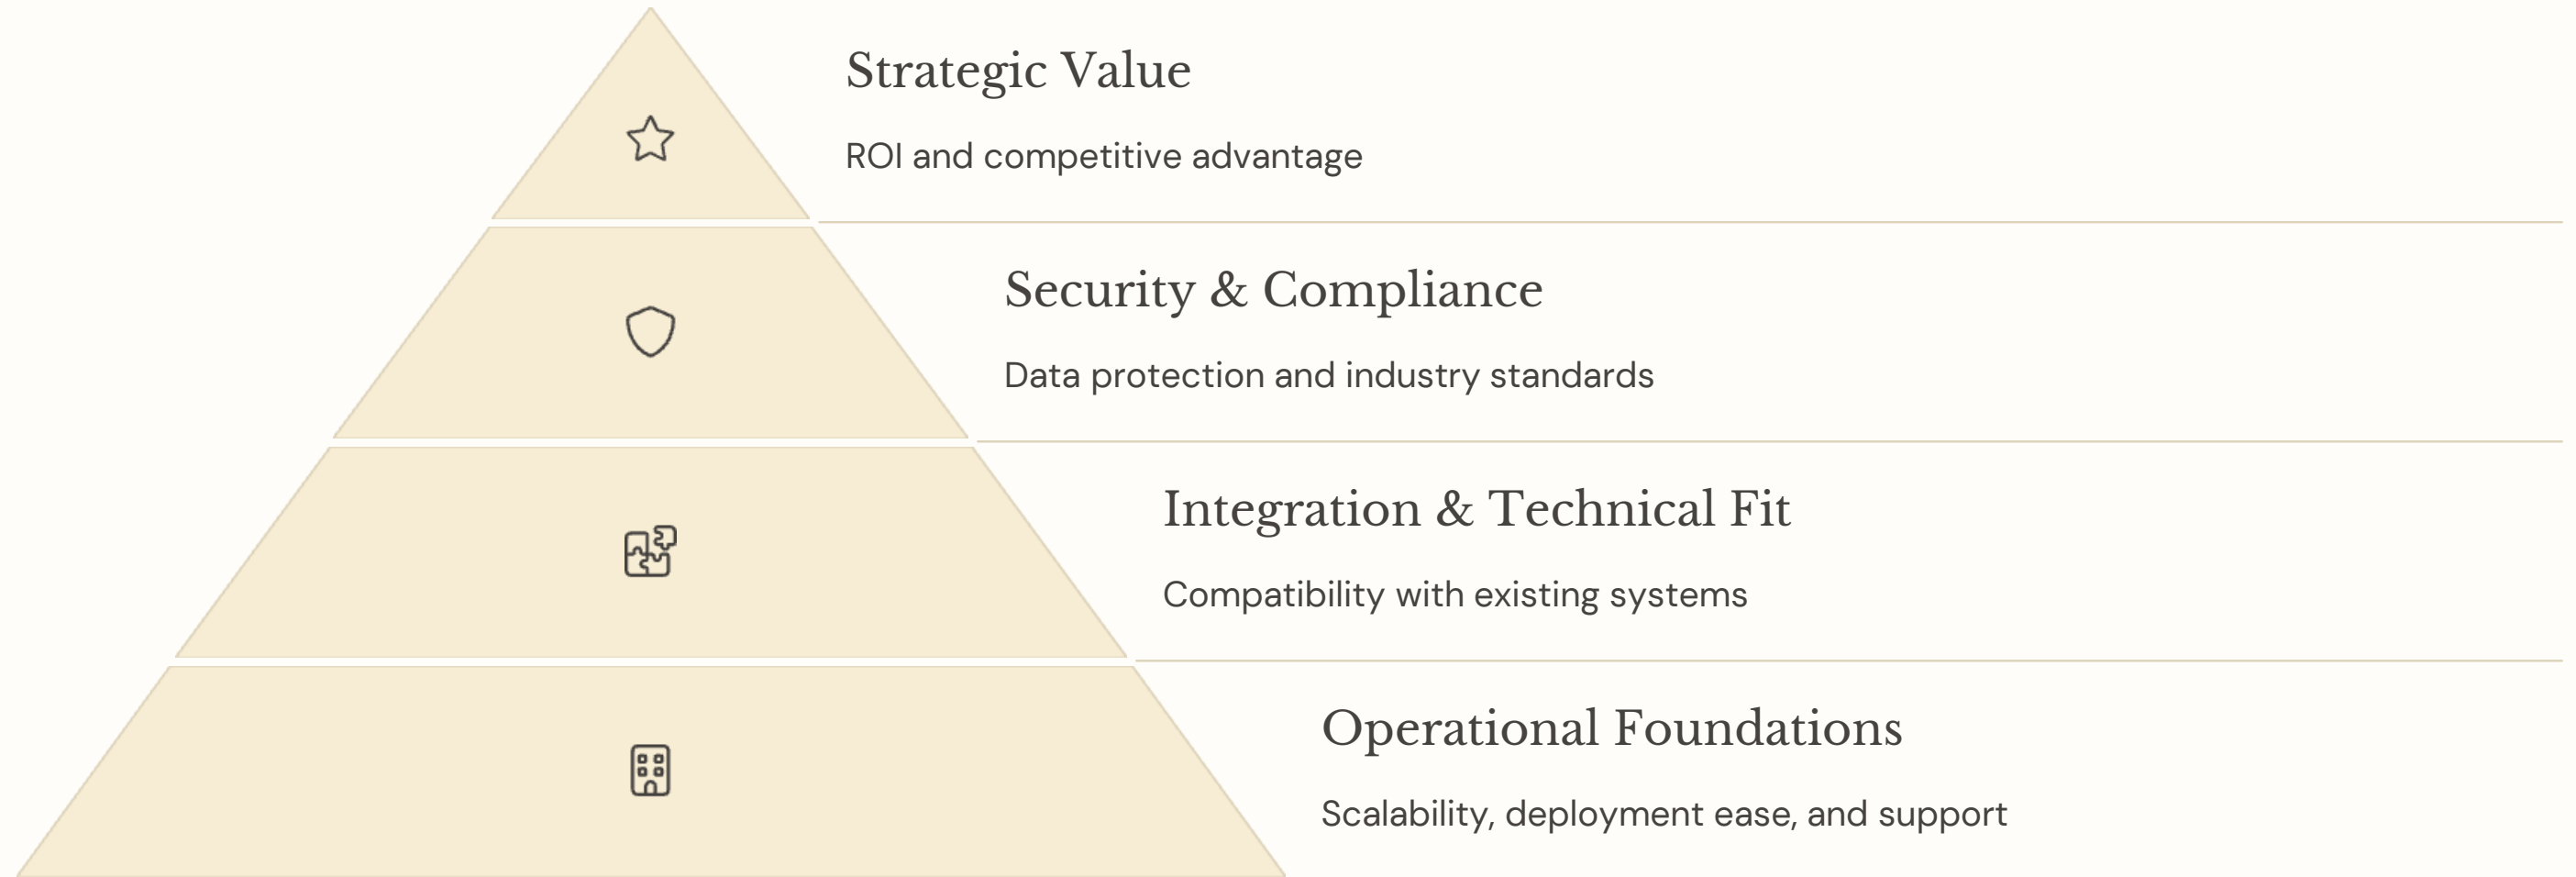 Strategic Value
ROI and competitive advantage
Security & Compliance
Data protection and industry standards
Integration & Technical Fit
Compatibility with existing systems
Operational Foundations
Scalability, deployment ease, and support